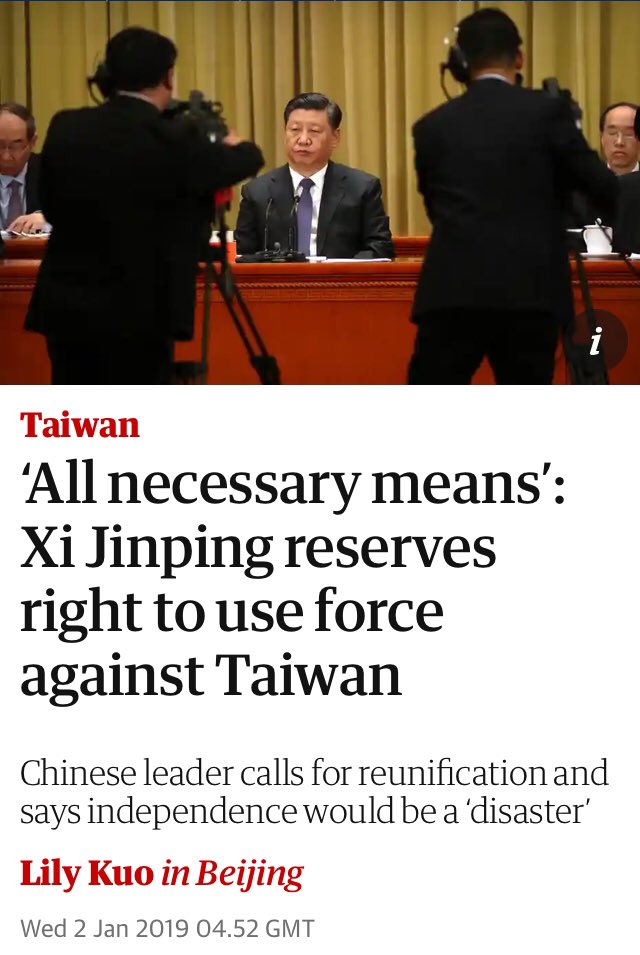 i
Taiwan
‘All necessary means’:
Xi Jinping reserves
right to use force
against Taiwan
Chinese leader calls for reunification and
says independence would be a ‘disaster’
Lily Kuo in Beijing
Wed 2 Jan 2019 04.52 GMT